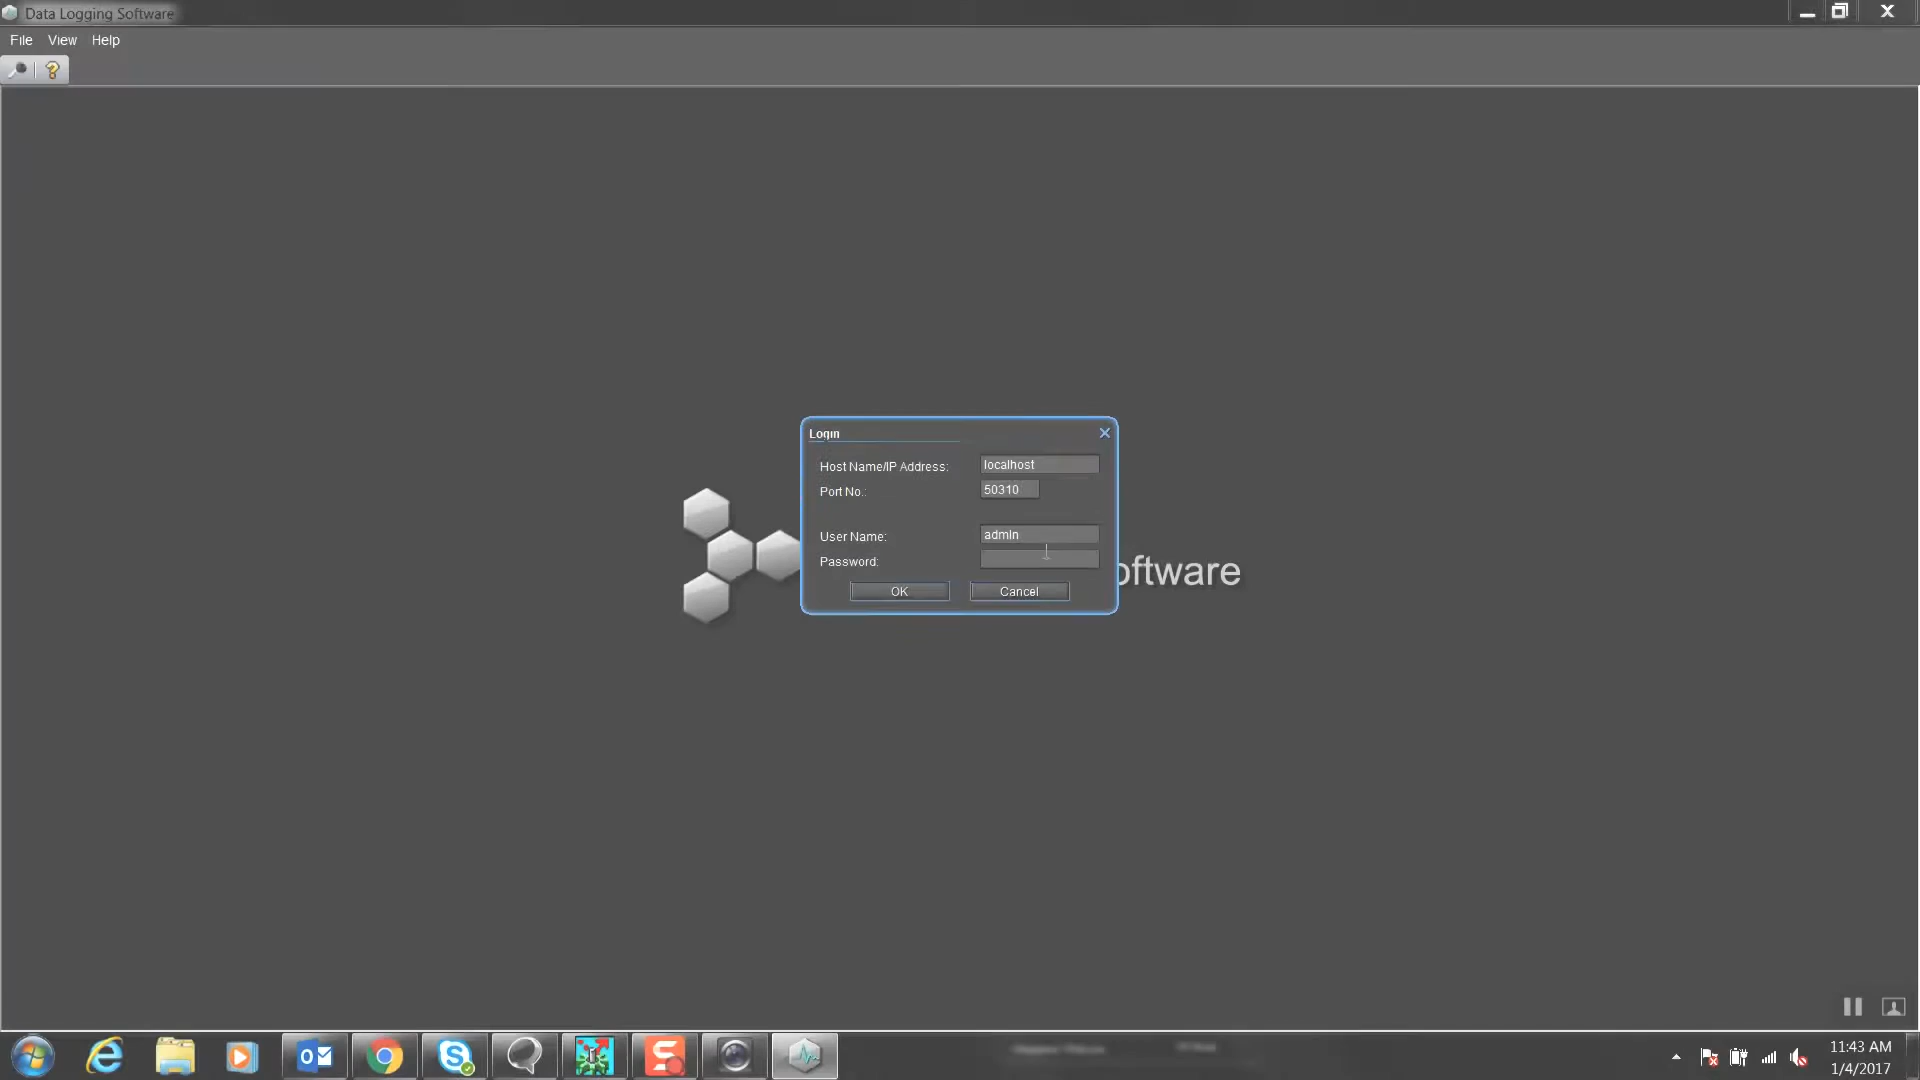 Data Logging Software
File View Help
Login
Host Name/IP Address: localhost
Port No.: 50310
User Name: admin
Password:
OK Cancel
oftware
11:43 AM
1/4/2017